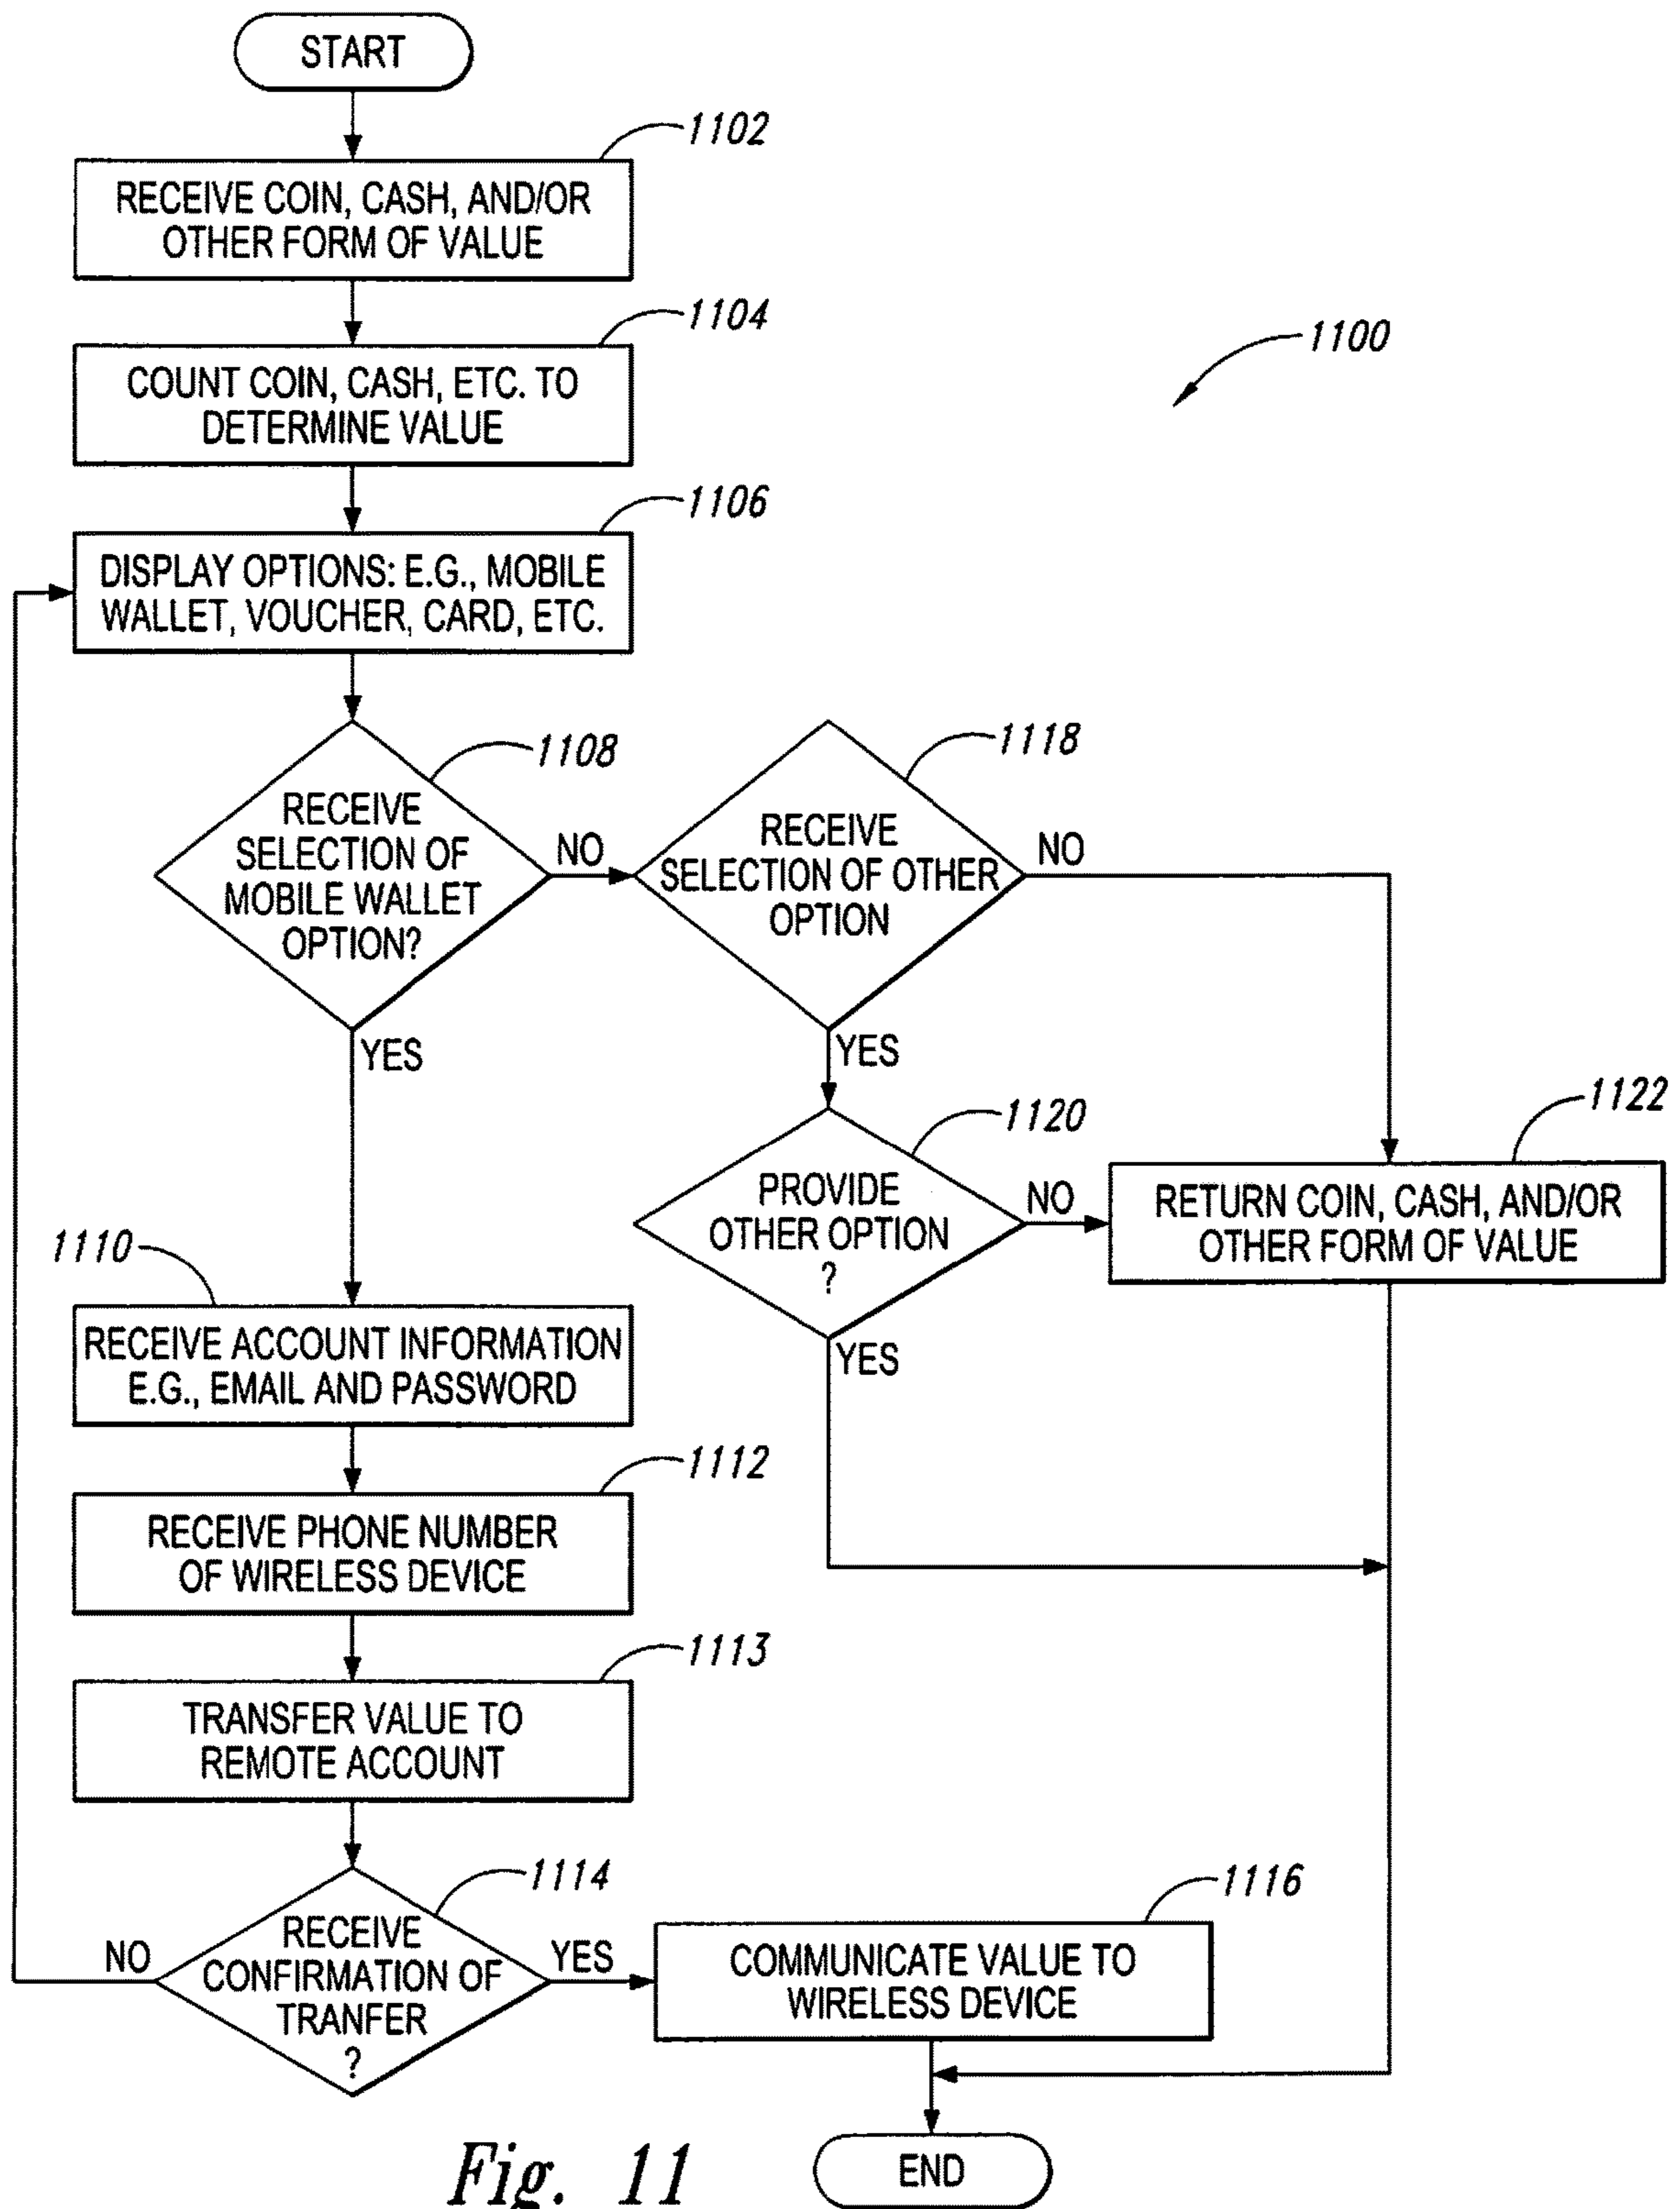 START
1102
RECEIVE COIN, CASH, AND/OR
OTHER FORM OF VALUE
1104
COUNT COIN, CASH, ETC. TO
DETERMINE VALUE
1100
1106
DISPLAY OPTIONS: E.G., MOBILE
WALLET, VOUCHER, CARD, ETC.
1108
RECEIVE
SELECTION OF
MOBILE WALLET
OPTION?
NO
YES
1118
RECEIVE
SELECTION OF OTHER
OPTION
NO
YES
1120
PROVIDE
OTHER OPTION
?
NO
YES
1122
RETURN COIN, CASH, AND/OR
OTHER FORM OF VALUE
1110
RECEIVE ACCOUNT INFORMATION
E.G., EMAIL AND PASSWORD
1112
RECEIVE PHONE NUMBER
OF WIRELESS DEVICE
1113
TRANSFER VALUE TO
REMOTE ACCOUNT
1114
RECEIVE
CONFIRMATION OF
TRANFER
?
NO
YES
1116
COMMUNICATE VALUE TO
WIRELESS DEVICE
END
Fig. 11